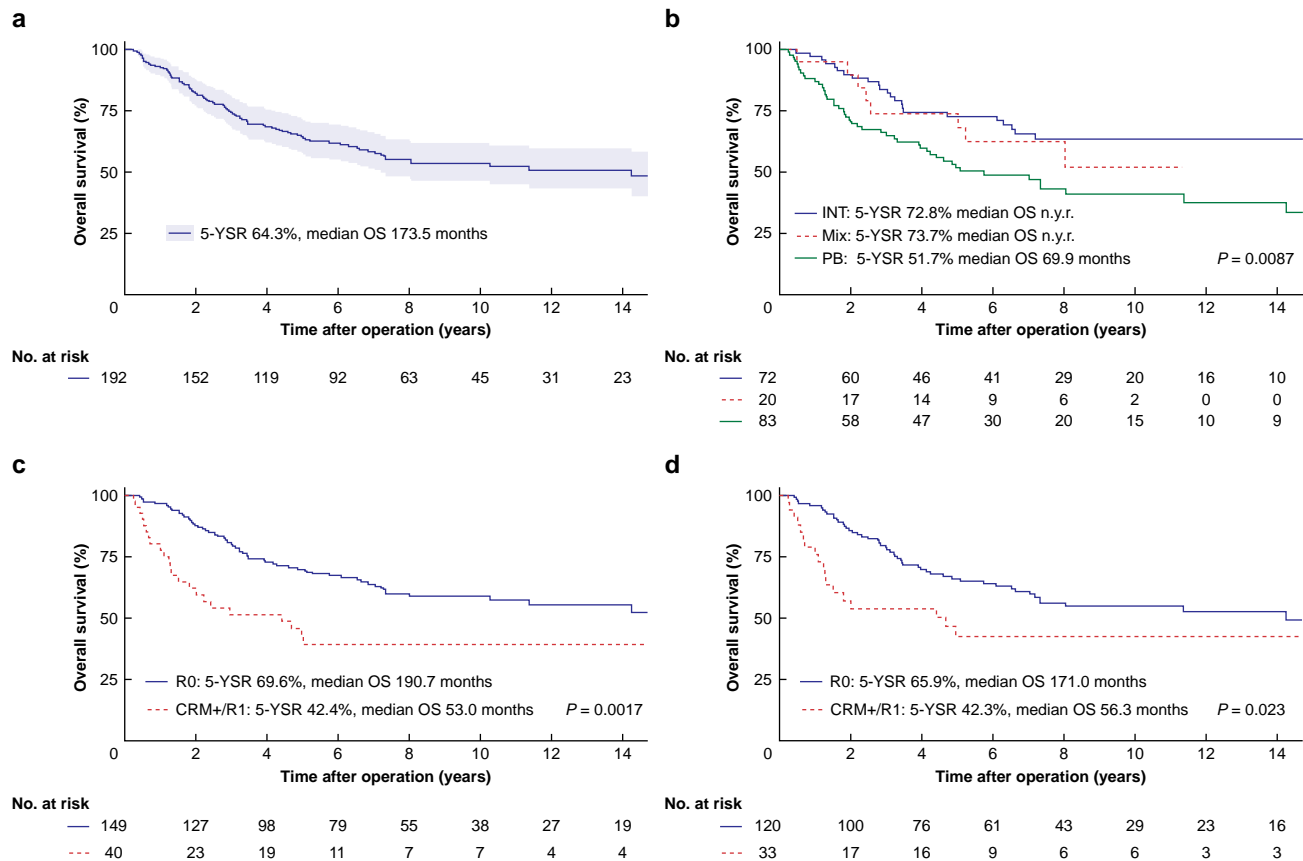 a
100
75
50
25
0
Overall survival (%)
5-YSR 64.3%, median OS 173.5 months
2 4 6 8 10 12 14
Time after operation (years)
No. at risk
192 152 119 92 63 45 31 23
b
100
75
50
25
0
Overall survival (%)
INT: 5-YSR 72.8% median OS n.y.r.
Mix: 5-YSR 73.7% median OS n.y.r.
PB: 5-YSR 51.7% median OS 69.9 months
P = 0.0087
2 4 6 8 10 12 14
Time after operation (years)
No. at risk
72 60 46 41 29 20 16 10
20 17 14 9 6 2 0 0
83 58 47 30 20 15 10 9
c
100
75
50
25
0
Overall survival (%)
R0: 5-YSR 69.6%, median OS 190.7 months
CRM+/R1: 5-YSR 42.4%, median OS 53.0 months
P = 0.0017
2 4 6 8 10 12 14
Time after operation (years)
No. at risk
149 127 98 79 55 38 27 19
40 23 19 11 7 7 4 4
d
100
75
50
25
0
Overall survival (%)
R0: 5-YSR 65.9%, median OS 171.0 months
CRM+/R1: 5-YSR 42.3%, median OS 56.3 months
P = 0.023
2 4 6 8 10 12 14
Time after operation (years)
No. at risk
120 100 76 61 43 29 23 16
33 17 16 9 6 6 3 3